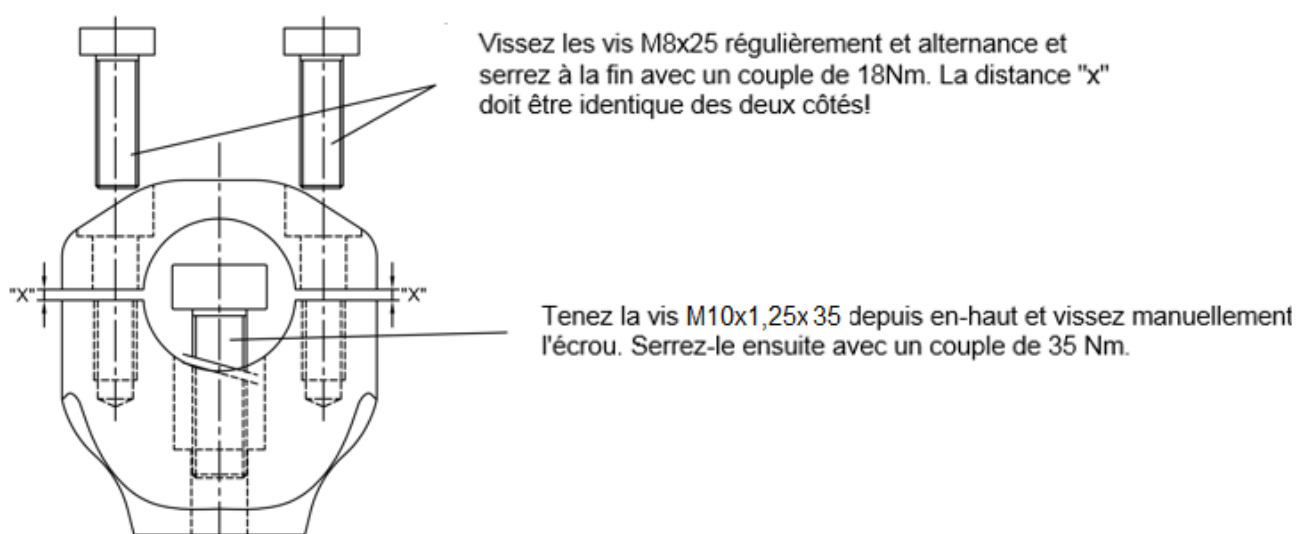 Vissez les vis M8x25 régulièrement et alternance et
serrez à la fin avec un couple de 18Nm. La distance "x"
doit être identique des deux côtés!
"X"
"X"
Tenez la vis M10x1,25x35 depuis en-haut et vissez manuellement
l'écrou. Serrez-le ensuite avec un couple de 35 Nm.